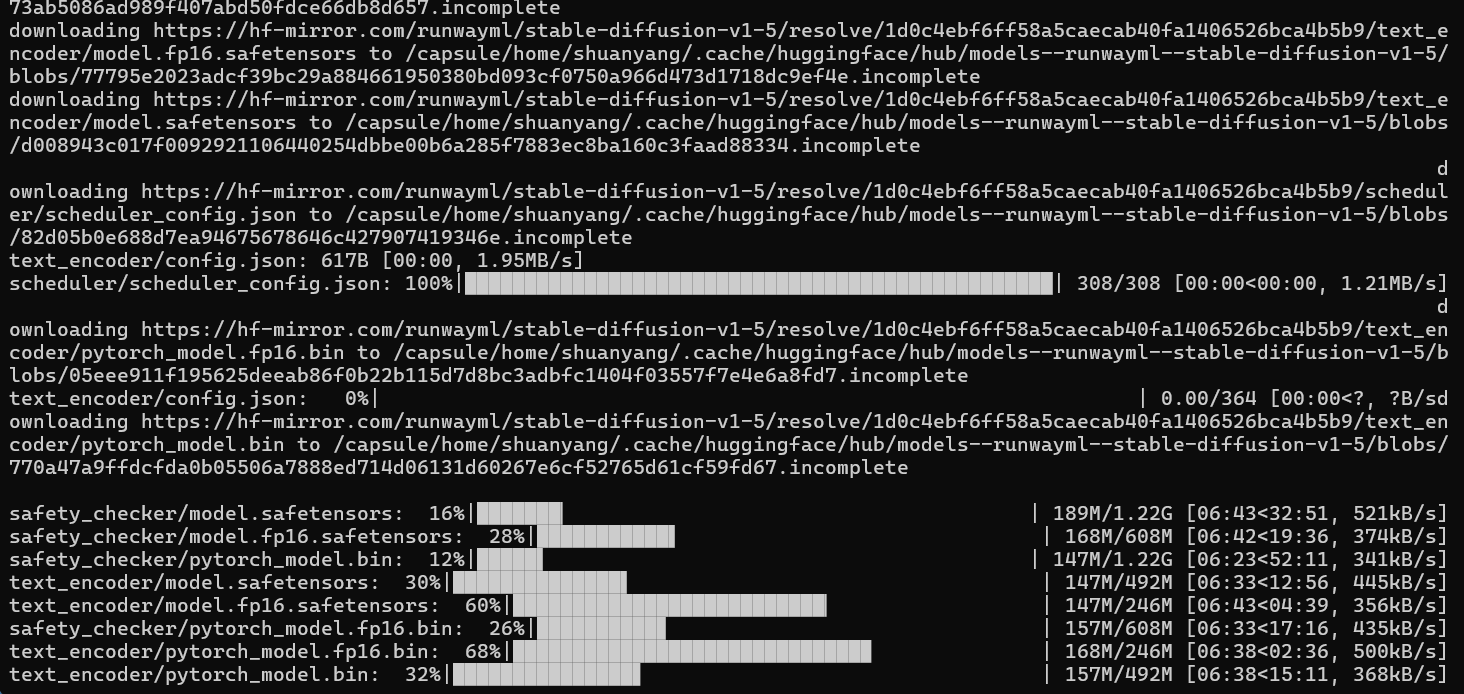 73ab5086ad989f407abd50fdce66db8d657.incomplete
downloading https://hf-mirror.com/runwayml/stable-diffusion-v1-5/resolve/1d0c4ebf6ff58a5caecab40fa1406526bca4b5b9/text_e
ncoder/model.fp16.safetensors to /capsule/home/shuanyang/.cache/huggingface/hub/models--runwayml--stable-diffusion-v1-5/
blobs/77795e2023adcf39bc29a884661950380bd093cf0750a966d473d1718dc9ef4e.incomplete
downloading https://hf-mirror.com/runwayml/stable-diffusion-v1-5/resolve/1d0c4ebf6ff58a5caecab40fa1406526bca4b5b9/text_e
ncoder/model.safetensors to /capsule/home/shuanyang/.cache/huggingface/hub/models--runwayml--stable-diffusion-v1-5/blobs
/d008943c017f0092921106440254dbbe00b6a285f7883ec8ba160c3faad88334.incomplete
d
ownloading https://hf-mirror.com/runwayml/stable-diffusion-v1-5/resolve/1d0c4ebf6ff58a5caecab40fa1406526bca4b5b9/schedul
er/scheduler_config.json to /capsule/home/shuanyang/.cache/huggingface/hub/models--runwayml--stable-diffusion-v1-5/blobs
/82d05b0e688d7ea94675678646c427907419346e.incomplete
text_encoder/config.json: 617B [00:00, 1.95MB/s]
scheduler/scheduler_config.json: 100%| | 308/308 [00:00<00:00, 1.21MB/s]
d
ownloading https://hf-mirror.com/runwayml/stable-diffusion-v1-5/resolve/1d0c4ebf6ff58a5caecab40fa1406526bca4b5b9/text_en
coder/pytorch_model.fp16.bin to /capsule/home/shuanyang/.cache/huggingface/hub/models--runwayml--stable-diffusion-v1-5/b
lobs/05eee911f195625deeab86f0b22b115d7d8bc3adbfc1404f03557f7e4e6a8fd7.incomplete
text_encoder/config.json:   0%| | 0.00/364 [00:00<?, ?B/sd
ownloading https://hf-mirror.com/runwayml/stable-diffusion-v1-5/resolve/1d0c4ebf6ff58a5caecab40fa1406526bca4b5b9/text_en
coder/pytorch_model.bin to /capsule/home/shuanyang/.cache/huggingface/hub/models--runwayml--stable-diffusion-v1-5/blobs/
770a47a9ffdcfda0b05506a7888ed714d06131d60267e6cf52765d61cf59fd67.incomplete
safety_checker/model.safetensors:  16%| | 189M/1.22G [06:43<32:51, 521kB/s]
safety_checker/model.fp16.safetensors:  28%| | 168M/608M [06:42<19:36, 374kB/s]
safety_checker/pytorch_model.bin:  12%| | 147M/1.22G [06:23<52:11, 341kB/s]
text_encoder/model.safetensors:  30%| | 147M/492M [06:33<12:56, 445kB/s]
text_encoder/model.fp16.safetensors:  60%| | 147M/246M [06:43<04:39, 356kB/s]
safety_checker/pytorch_model.fp16.bin:  26%| | 157M/608M [06:33<17:16, 435kB/s]
text_encoder/pytorch_model.fp16.bin:  68%| | 168M/246M [06:38<02:36, 500kB/s]
text_encoder/pytorch_model.bin:  32%| | 157M/492M [06:38<15:11, 368kB/s]